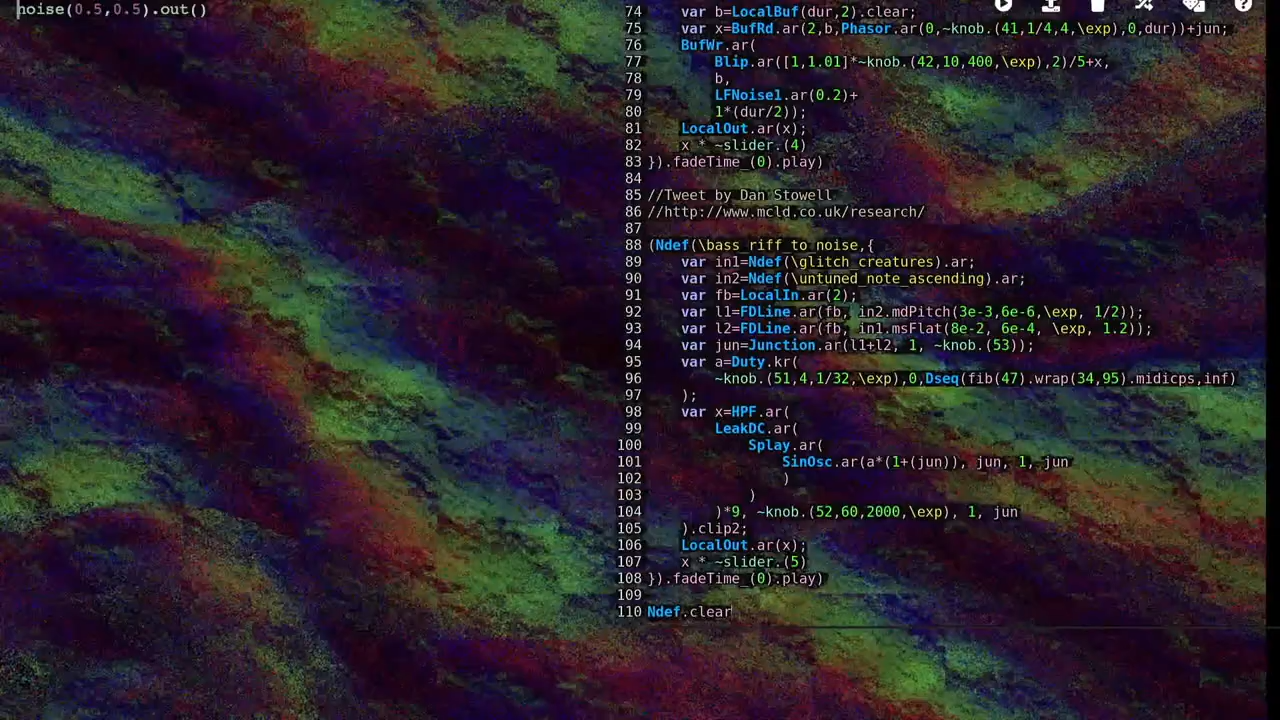 noise(0.5,0.5).out()
74 var b=LocalBuf(dur,2).clear;
75 var x=BufRd.ar(2,b,Phasor.ar(0,~knob.(41,1/4,4,\exp),0,dur))+jun;
76 BufWr.ar(
77 Blip.ar([1,1.01]*~knob.(42,10,400,\exp),2)/5+x,
78 b,
79 LFNoise1.ar(0.2)+
80 1*(dur/2));
81 LocalOut.ar(x);
82 x * ~slider.(4)
83 }).fadeTime_(0).play)
84
85 //Tweet by Dan Stowell
86 //http://www.mcld.co.uk/research/
87
88 (Ndef(\bass_riff_to_noise,{
89 var in1=Ndef(\glitch_creatures).ar;
90 var in2=Ndef(\untuned_note_ascending).ar;
91 var fb=LocalIn.ar(2);
92 var l1=FDLine.ar(fb, in2.mdPitch(3e-3,6e-6,\exp, 1/2));
93 var l2=FDLine.ar(fb, in1.msFlat(8e-2, 6e-4, \exp, 1.2));
94 var jun=Junction.ar(l1+l2, 1, ~knob.(53));
95 var a=Duty.kr(
96 ~knob.(51,4,1/32,\exp),0,Dseq(fib(47).wrap(34,95).midicps,inf)
97 );
98 var x=HPF.ar(
99 LeakDC.ar(
100 Splay.ar(
101 SinOsc.ar(a*(1+(jun)), jun, 1, jun
102 )
103 )
104 )*9, ~knob.(52,60,2000,\exp), 1, jun
105 ).clip2;
106 LocalOut.ar(x);
107 x * ~slider.(5)
108 }).fadeTime_(0).play)
109
110 Ndef.clear